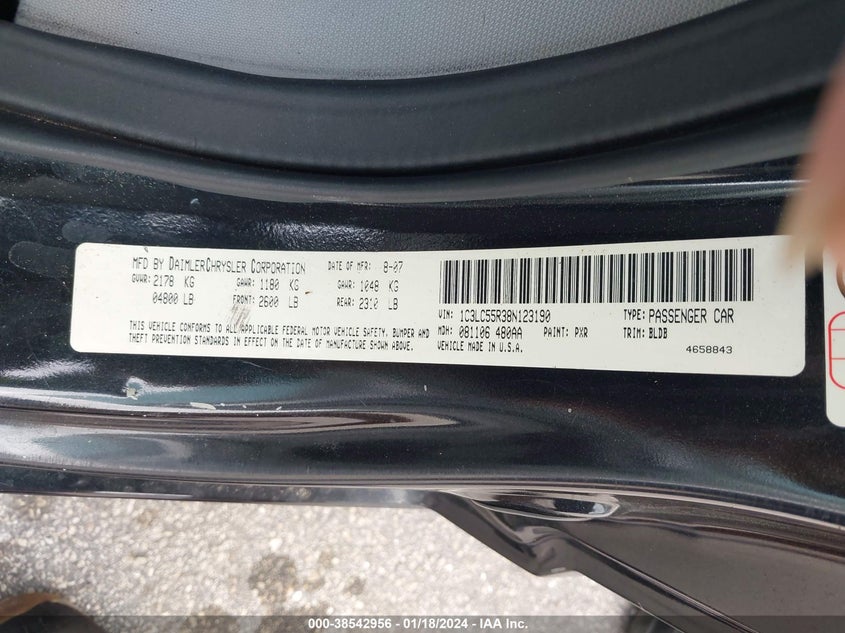 MFD BY DAIMLERCHRYSLER CORPORATION DATE OF MFR: 8-07
GVWR: 2178 KG GAWR: 1180 KG GAWR: 1048 KG
04800 LB FRONT: 2600 LB REAR: 2310 LB
THIS VEHICLE CONFORMS TO ALL APPLICABLE FEDERAL MOTOR VEHICLE SAFETY, BUMPER AND
THEFT PREVENTION STANDARDS IN EFFECT ON THE DATE OF MANUFACTURE SHOWN ABOVE.
VIN: 1C3LC55R38N123190 TYPE: PASSENGER CAR
MDH: 081106 480AA PAINT: PXR TRIM: BLDB
VEHICLE MADE IN U.S.A. 4658843
000-38542956 - 01/18/2024 - IAA Inc.